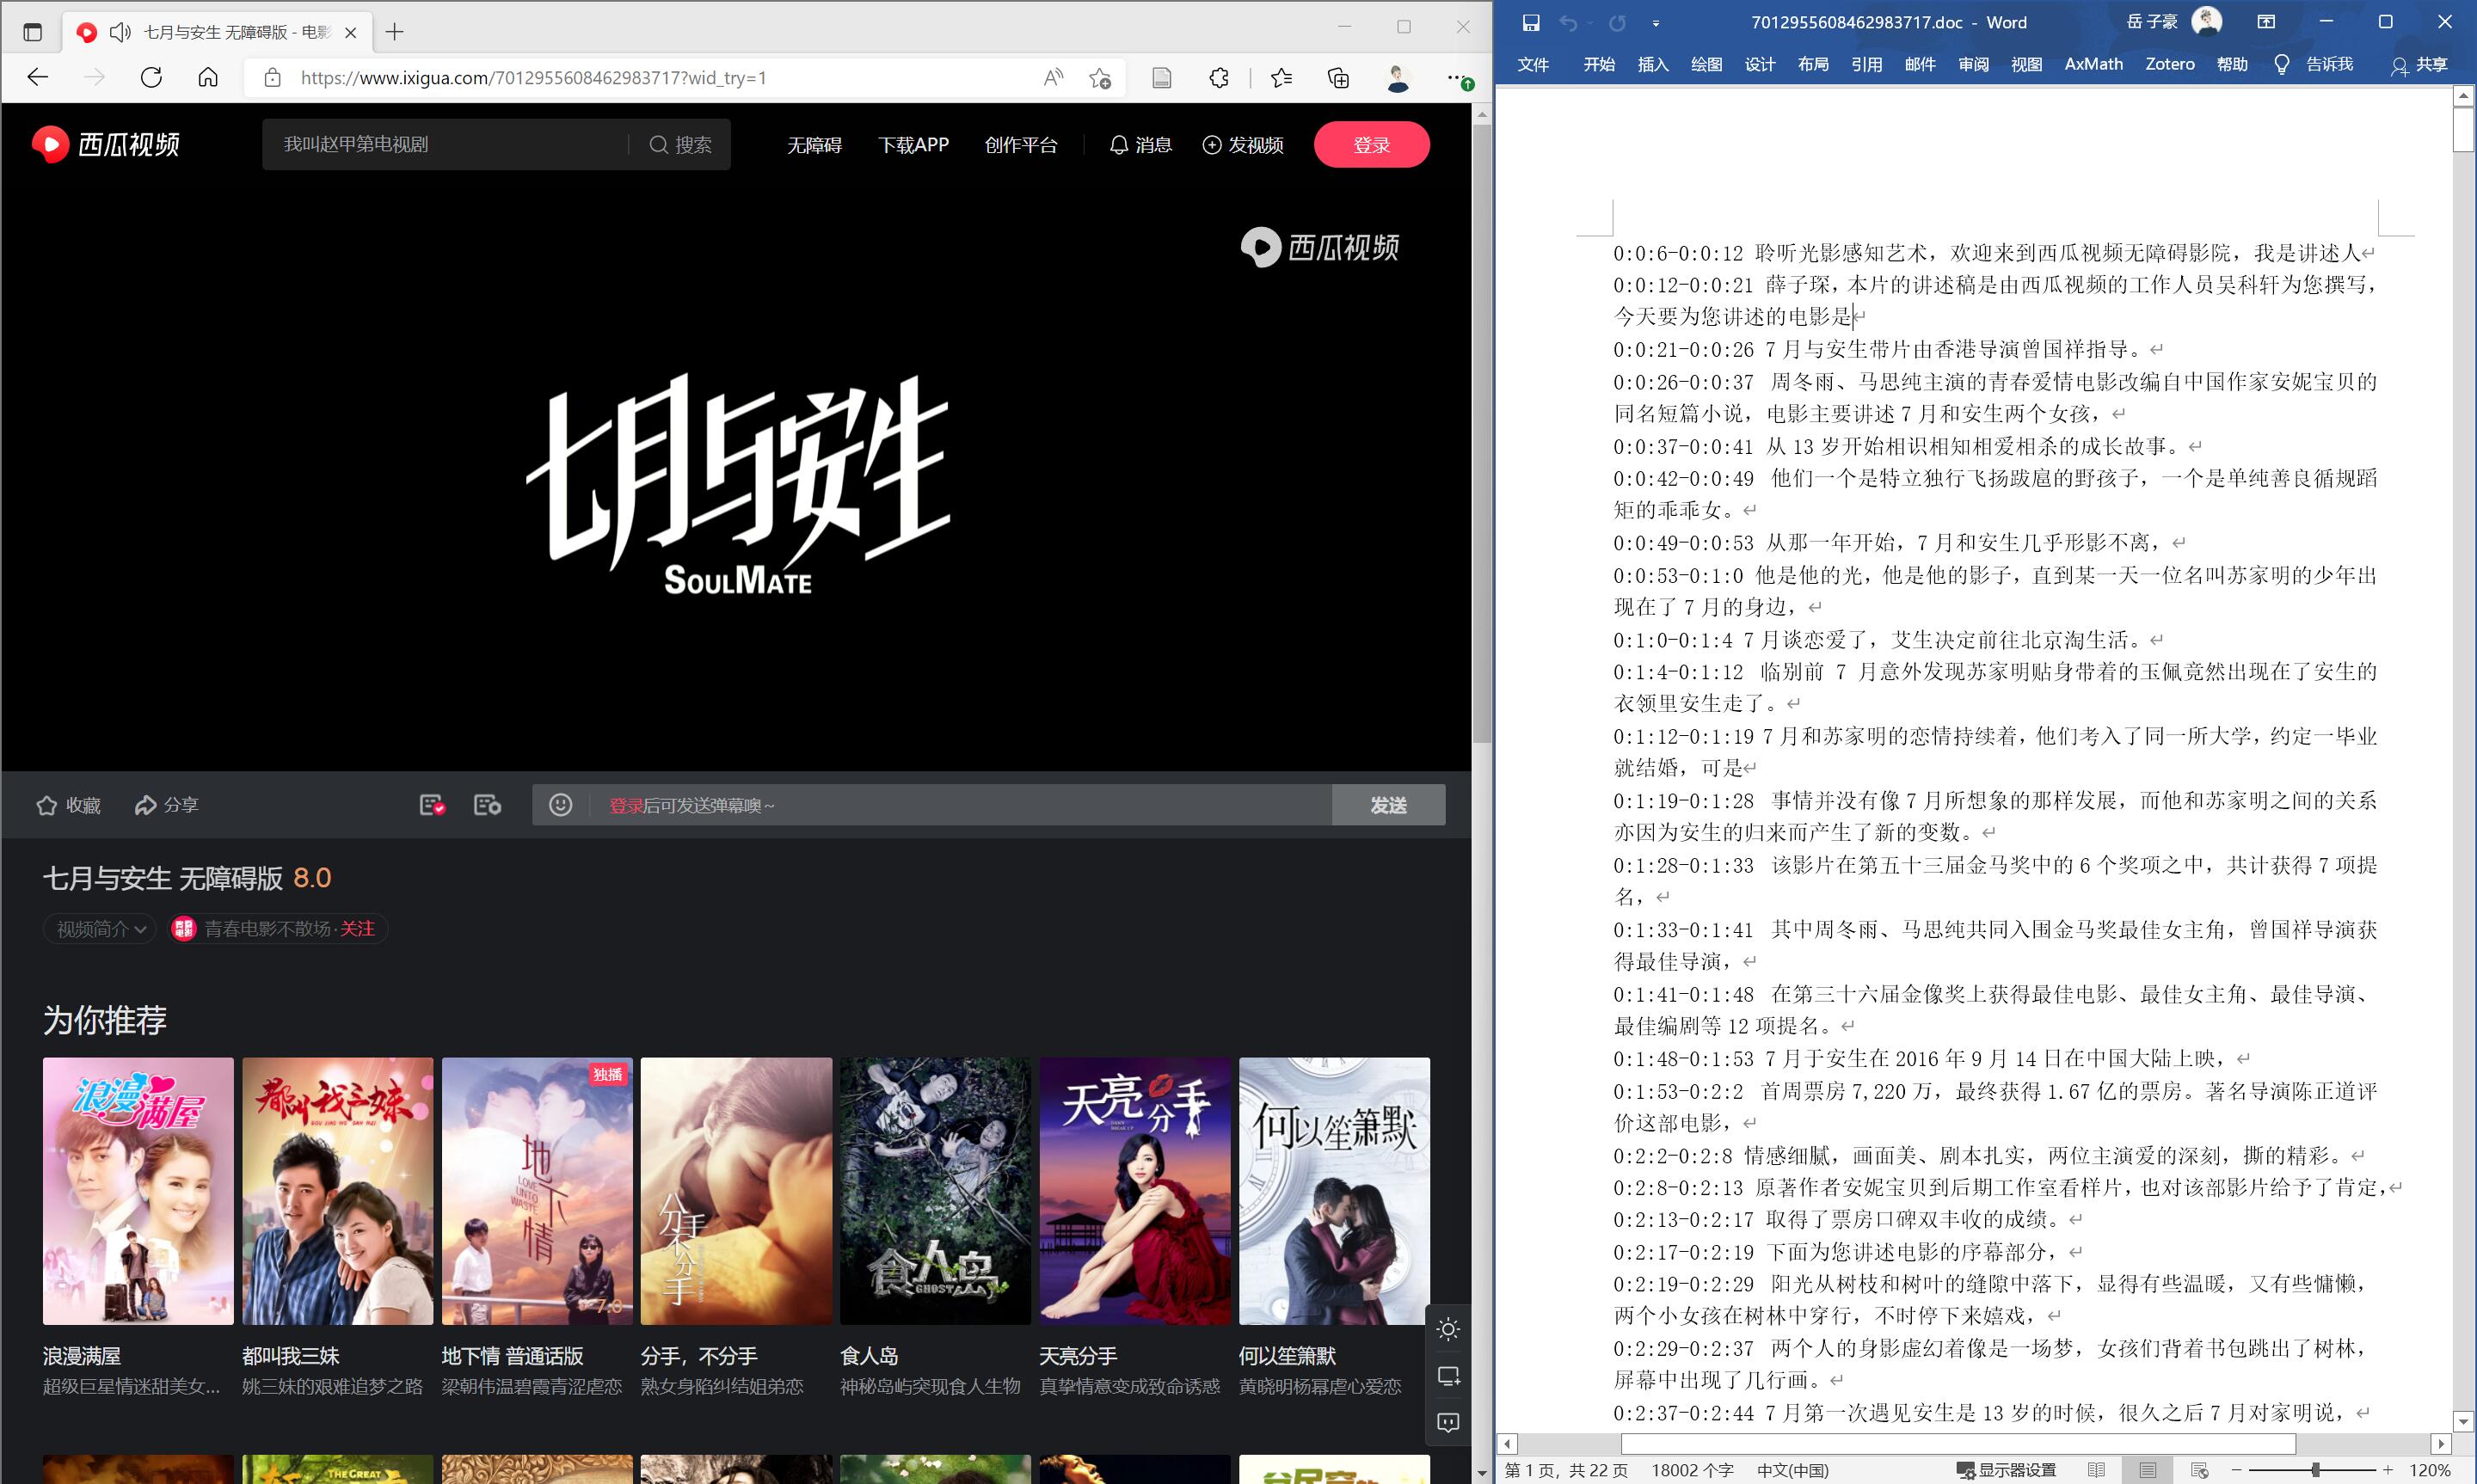 七月与安生 无障碍版 - 电影
https://www.ixigua.com/7012955608462983717?wid_try=1
西瓜视频
我叫赵甲第电视剧
搜索
无障碍
下载APP
创作平台
消息
发视频
登录
西瓜视频
七月与安生
SOULMATE
收藏
分享
登录后可发送弹幕噢~
发送
七月与安生 无障碍版 8.0
视频简介
青春电影不散场·关注
为你推荐
浪漫满屋
都叫我三妹
DOU JIAO WO SAN MEI
独播
地下情
LOVE UNTO WASTE
7.0
分手不分手
食人岛
GHOST
天亮分手
DAWN BREAK UP
何以笙箫默
浪漫满屋
都叫我三妹
地下情 普通话版
分手，不分手
食人岛
天亮分手
何以笙箫默
超级巨星情迷甜美女...
姚三妹的艰难追梦之路
梁朝伟温碧霞青涩虐恋
熟女身陷纠结姐弟恋
神秘岛屿突现食人生物
真挚情意变成致命诱惑
黄晓明杨幂虐心爱恋
THE GREAT
7012955608462983717.doc - Word
岳 子豪
文件
开始
插入
绘图
设计
布局
引用
邮件
审阅
视图
AxMath
Zotero
帮助
告诉我
共享
0:0:6-0:0:12 聆听光影感知艺术，欢迎来到西瓜视频无障碍影院，我是讲述人
0:0:12-0:0:21 薛子琛，本片的讲述稿是由西瓜视频的工作人员吴科轩为您撰写，
今天要为您讲述的电影是
0:0:21-0:0:26 7 月与安生带片由香港导演曾国祥指导。
0:0:26-0:0:37 周冬雨、马思纯主演的青春爱情电影改编自中国作家安妮宝贝的
同名短篇小说，电影主要讲述 7 月和安生两个女孩，
0:0:37-0:0:41 从 13 岁开始相识相知相爱相杀的成长故事。
0:0:42-0:0:49 他们一个是特立独行飞扬跋扈的野孩子，一个是单纯善良循规蹈
矩的乖乖女。
0:0:49-0:0:53 从那一年开始，7 月和安生几乎形影不离，
0:0:53-0:1:0 他是他的光，他是他的影子，直到某一天一位名叫苏家明的少年出
现在了 7 月的身边，
0:1:0-0:1:4 7 月谈恋爱了，艾生决定前往北京淘生活。
0:1:4-0:1:12 临别前 7 月意外发现苏家明贴身带着的玉佩竟然出现在了安生的
衣领里安生走了。
0:1:12-0:1:19 7 月和苏家明的恋情持续着，他们考入了同一所大学，约定一毕业
就结婚，可是
0:1:19-0:1:28 事情并没有像 7 月所想象的那样发展，而他和苏家明之间的关系
亦因为安生的归来而产生了新的变数。
0:1:28-0:1:33 该影片在第五十三届金马奖中的 6 个奖项之中，共计获得 7 项提
名，
0:1:33-0:1:41 其中周冬雨、马思纯共同入围金马奖最佳女主角，曾国祥导演获
得最佳导演，
0:1:41-0:1:48 在第三十六届金像奖上获得最佳电影、最佳女主角、最佳导演、
最佳编剧等 12 项提名。
0:1:48-0:1:53 7 月于安生在 2016 年 9 月 14 日在中国大陆上映，
0:1:53-0:2:2 首周票房 7,220 万，最终获得 1.67 亿的票房。著名导演陈正道评
价这部电影，
0:2:2-0:2:8 情感细腻，画面美、剧本扎实，两位主演爱的深刻，撕的精彩。
0:2:8-0:2:13 原著作者安妮宝贝到后期工作室看样片，也对该部影片给予了肯定，
0:2:13-0:2:17 取得了票房口碑双丰收的成绩。
0:2:17-0:2:19 下面为您讲述电影的序幕部分，
0:2:19-0:2:29 阳光从树枝和树叶的缝隙中落下，显得有些温暖，又有些慵懒，
两个小女孩在树林中穿行，不时停下来嬉戏，
0:2:29-0:2:37 两个人的身影虚幻着像是一场梦，女孩们背着书包跳出了树林，
屏幕中出现了几行画。
0:2:37-0:2:44 7 月第一次遇见安生是 13 岁的时候，很久之后 7 月对家明说，
第 1 页，共 22 页
18002 个字
中文(中国)
显示器设置
120%